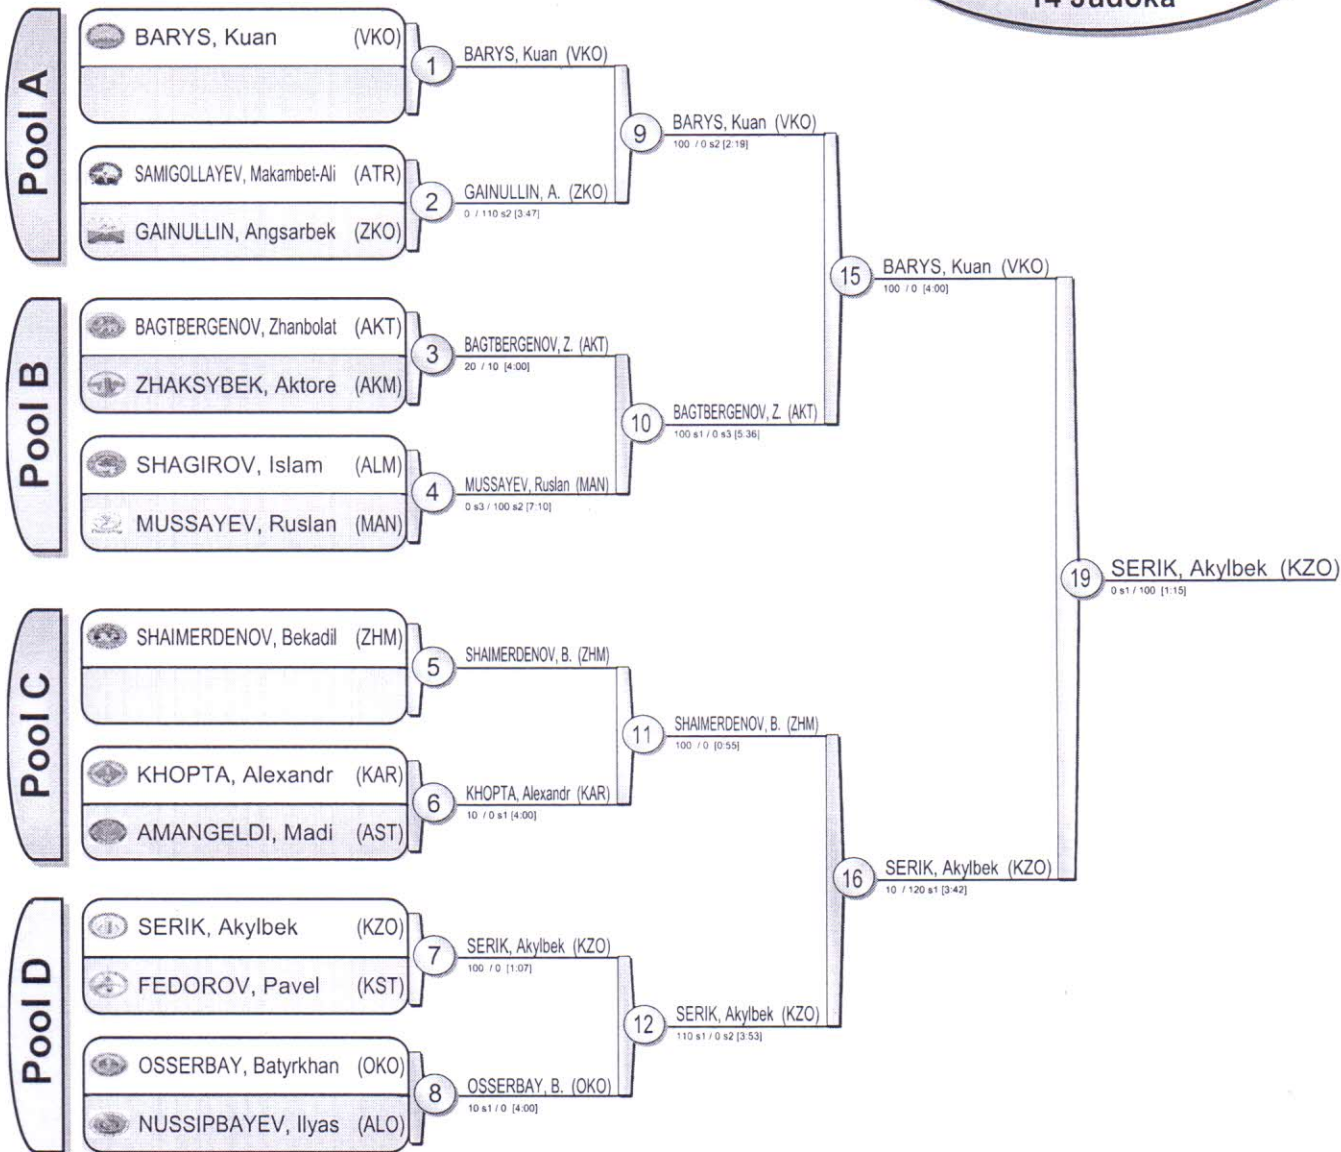 14 Judoka
Pool A
BARYS, Kuan (VKO)
SAMIGOLLAYEV, Makambet-Ali (ATR)
GAINULLIN, Angsarbek (ZKO)
1
BARYS, Kuan (VKO)
2
GAINULLIN, A. (ZKO)
0 / 110 s2 [3:47]
9
BARYS, Kuan (VKO)
100 / 0 s2 [2:19]
Pool B
BAGTBERGENOV, Zhanbolat (AKT)
ZHAKSYBEK, Aktore (AKM)
SHAGIROV, Islam (ALM)
MUSSAYEV, Ruslan (MAN)
3
BAGTBERGENOV, Z. (AKT)
20 / 10 [4:00]
4
MUSSAYEV, Ruslan (MAN)
0 s3 / 100 s2 [7:10]
10
BAGTBERGENOV, Z. (AKT)
100 s1 / 0 s3 [5:36]
15
BARYS, Kuan (VKO)
100 / 0 [4:00]
Pool C
SHAIMERDENOV, Bekadil (ZHM)
KHOPTA, Alexandr (KAR)
AMANGELDI, Madi (AST)
5
SHAIMERDENOV, B. (ZHM)
6
KHOPTA, Alexandr (KAR)
10 / 0 s1 [4:00]
11
SHAIMERDENOV, B. (ZHM)
100 / 0 [0:55]
Pool D
SERIK, Akylbek (KZO)
FEDOROV, Pavel (KST)
OSSERBAY, Batyrkhan (OKO)
NUSSIPBAYEV, Ilyas (ALO)
7
SERIK, Akylbek (KZO)
100 / 0 [1:07]
8
OSSERBAY, B. (OKO)
10 s1 / 0 [4:00]
12
SERIK, Akylbek (KZO)
110 s1 / 0 s2 [3:53]
16
SERIK, Akylbek (KZO)
10 / 120 s1 [3:42]
19
SERIK, Akylbek (KZO)
0 s1 / 100 [1:15]